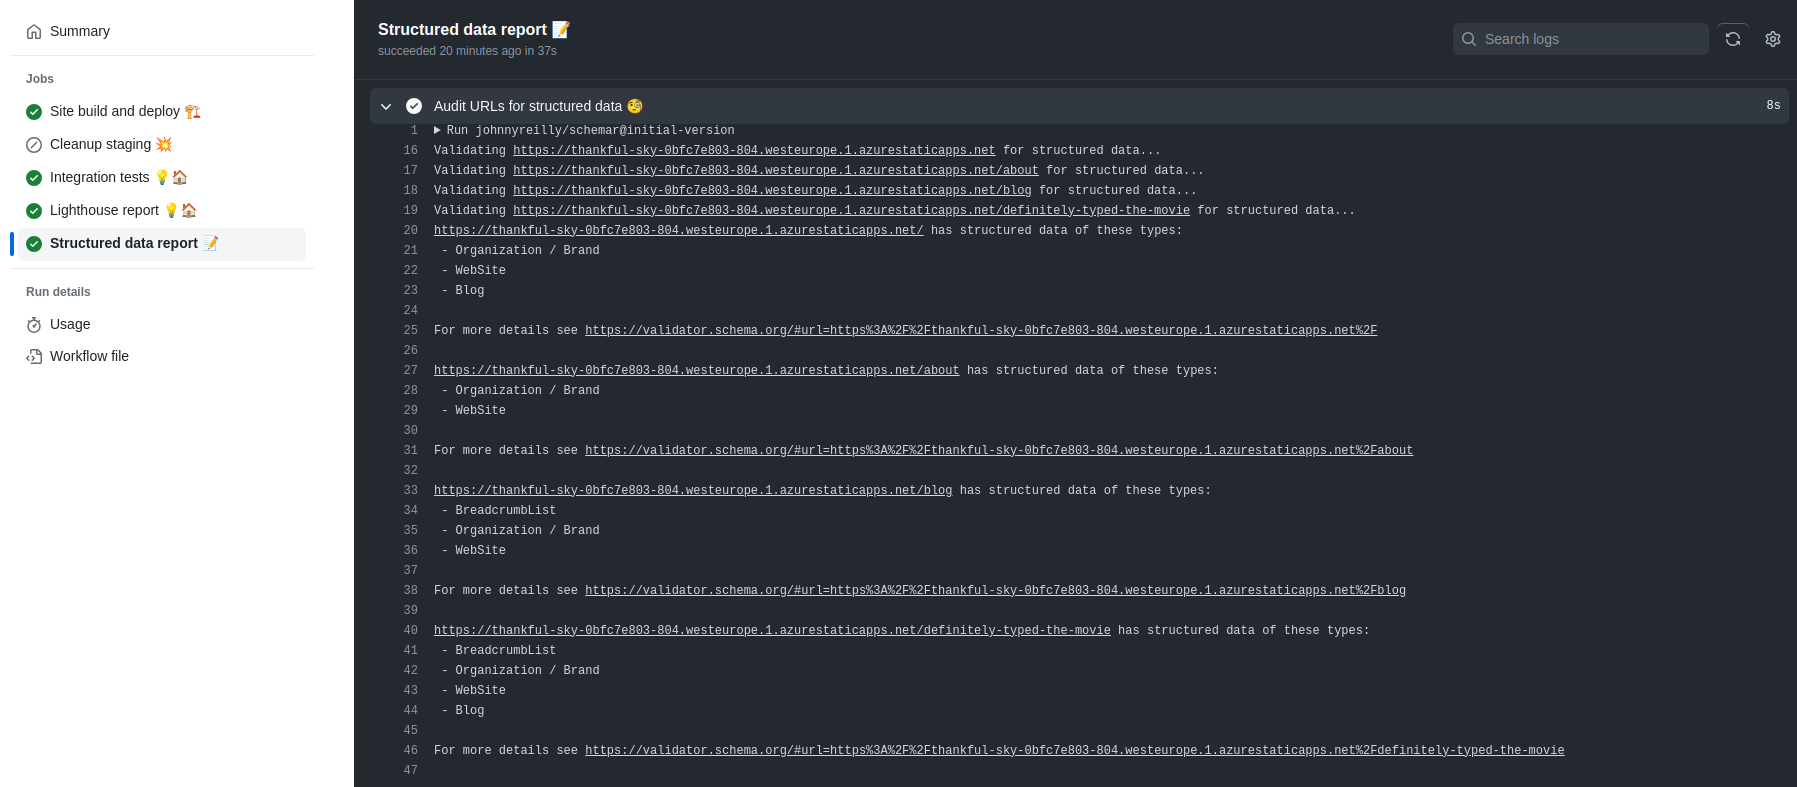 Summary
Jobs
Site build and deploy 🏗️
Cleanup staging 💥
Integration tests 💡🏠
Lighthouse report 💡🏠
Structured data report 📝
Run details
Usage
Workflow file
Structured data report 📝
succeeded 20 minutes ago in 37s
Search logs
Audit URLs for structured data 🧐 8s
1 Run johnnyreilly/schemar@initial-version
16 Validating https://thankful-sky-0bfc7e803-804.westeurope.1.azurestaticapps.net for structured data...
17 Validating https://thankful-sky-0bfc7e803-804.westeurope.1.azurestaticapps.net/about for structured data...
18 Validating https://thankful-sky-0bfc7e803-804.westeurope.1.azurestaticapps.net/blog for structured data...
19 Validating https://thankful-sky-0bfc7e803-804.westeurope.1.azurestaticapps.net/definitely-typed-the-movie for structured data...
20 https://thankful-sky-0bfc7e803-804.westeurope.1.azurestaticapps.net/ has structured data of these types:
21 - Organization / Brand
22 - WebSite
23 - Blog
24
25 For more details see https://validator.schema.org/#url=https%3A%2F%2Fthankful-sky-0bfc7e803-804.westeurope.1.azurestaticapps.net%2F
26
27 https://thankful-sky-0bfc7e803-804.westeurope.1.azurestaticapps.net/about has structured data of these types:
28 - Organization / Brand
29 - WebSite
30
31 For more details see https://validator.schema.org/#url=https%3A%2F%2Fthankful-sky-0bfc7e803-804.westeurope.1.azurestaticapps.net%2Fabout
32
33 https://thankful-sky-0bfc7e803-804.westeurope.1.azurestaticapps.net/blog has structured data of these types:
34 - BreadcrumbList
35 - Organization / Brand
36 - WebSite
37
38 For more details see https://validator.schema.org/#url=https%3A%2F%2Fthankful-sky-0bfc7e803-804.westeurope.1.azurestaticapps.net%2Fblog
39
40 https://thankful-sky-0bfc7e803-804.westeurope.1.azurestaticapps.net/definitely-typed-the-movie has structured data of these types:
41 - BreadcrumbList
42 - Organization / Brand
43 - WebSite
44 - Blog
45
46 For more details see https://validator.schema.org/#url=https%3A%2F%2Fthankful-sky-0bfc7e803-804.westeurope.1.azurestaticapps.net%2Fdefinitely-typed-the-movie
47